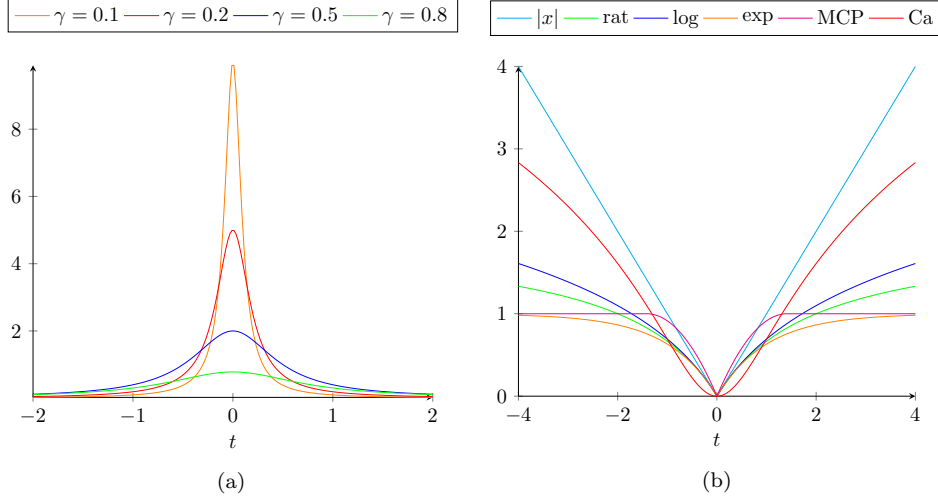 γ = 0.1 γ = 0.2 γ = 0.5 γ = 0.8
8
6
4
2
−2 −1 0 1 2
t
(a)
|x| rat log exp MCP Ca
4
3
2
1
0
−4 −2 0 2 4
t
(b)